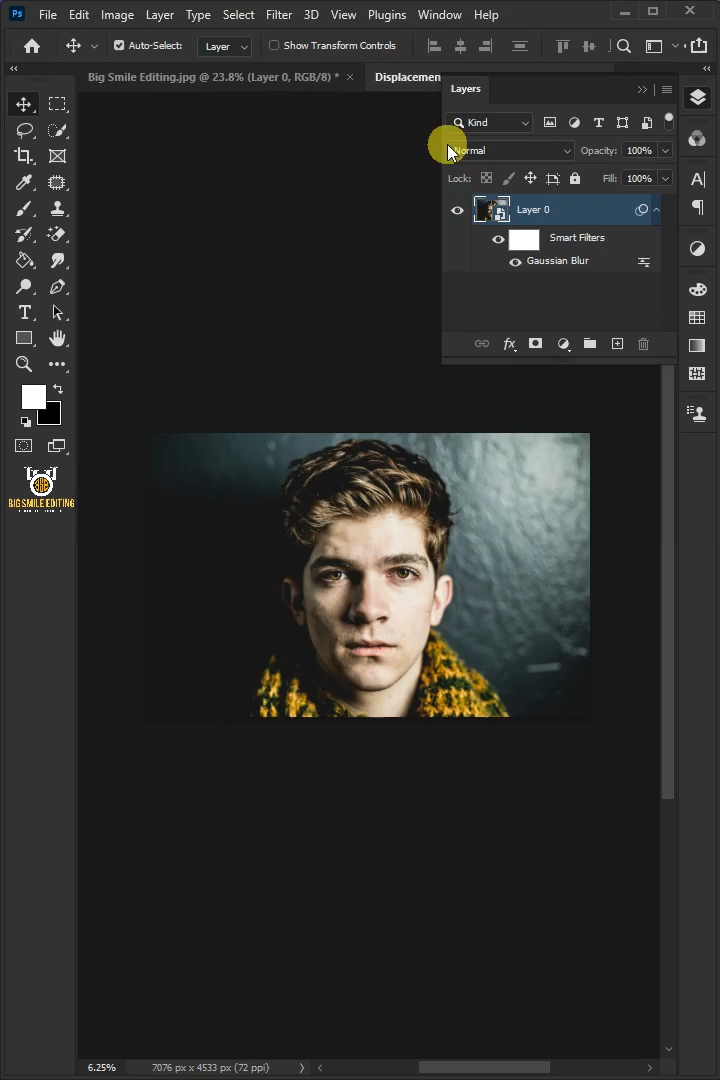 Ps File Edit Image Layer Type Select Filter 3D View Plugins Window Help
Auto-Select: Layer Show Transform Controls
Big Smile Editing.jpg @ 23.8% (Layer 0, RGB/8) * × Displacemen
Layers
Kind
Normal Opacity: 100%
Lock: Fill: 100%
Layer 0
Smart Filters
Gaussian Blur
fx
BIG SMILE EDITING
6.25% 7076 px x 4533 px (72 ppi)